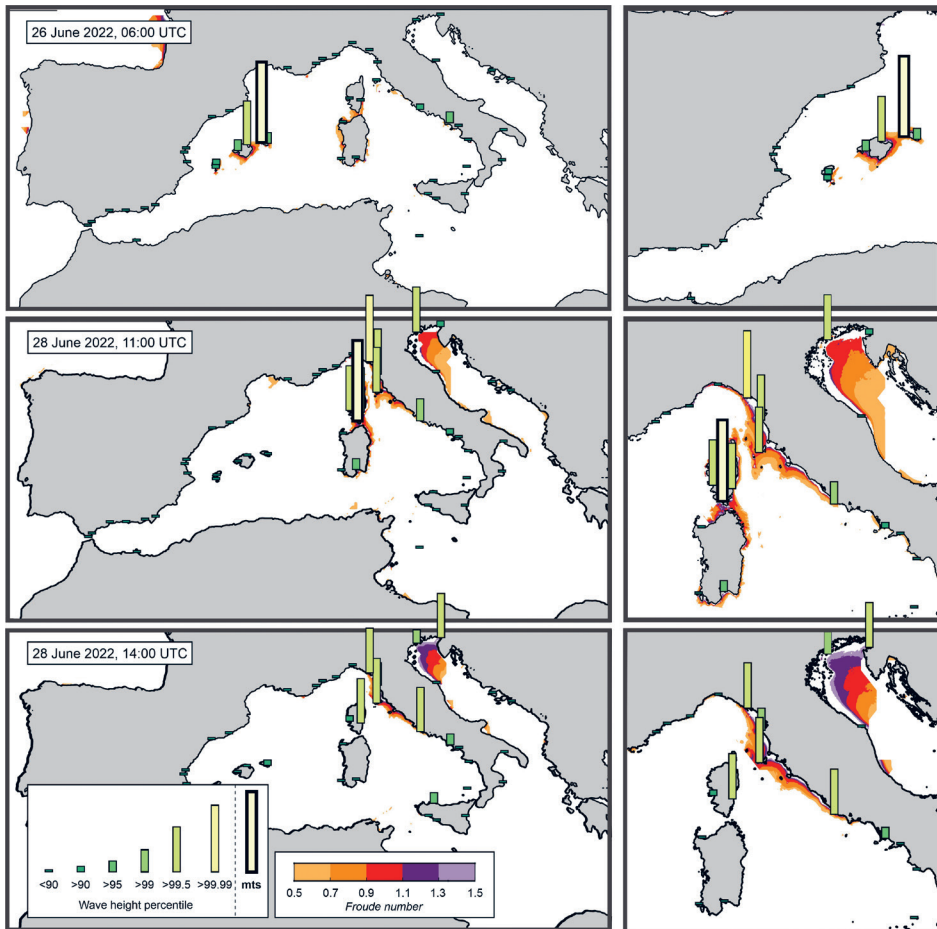 26 June 2022, 06:00 UTC
28 June 2022, 11:00 UTC
28 June 2022, 14:00 UTC
<90 >90 >95 >99 >99.5 >99.99 mts
Wave height percentile
0.5 0.7 0.9 1.1 1.3 1.5
Froude number